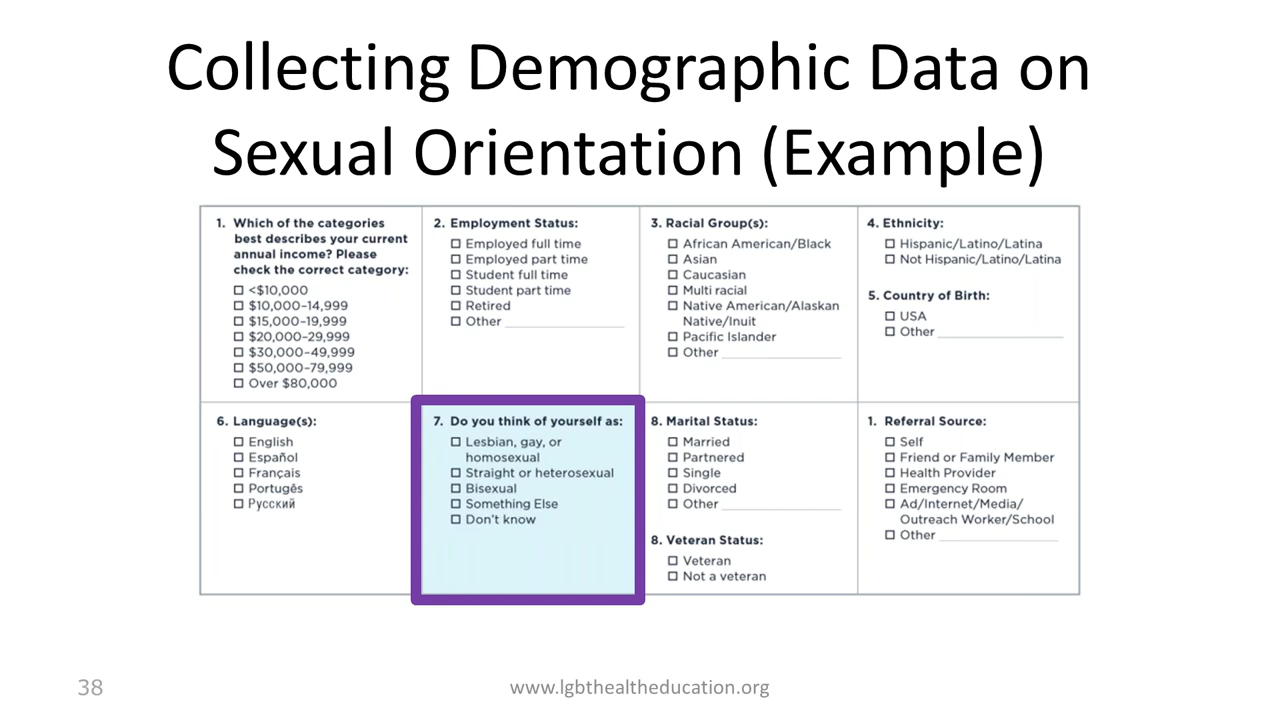 Collecting Demographic Data on
Sexual Orientation (Example)
1. Which of the categories
best describes your current
annual income? Please
check the correct category:
<$10,000
$10,000–14,999
$15,000–19,999
$20,000–29,999
$30,000–49,999
$50,000–79,999
Over $80,000
2. Employment Status:
Employed full time
Employed part time
Student full time
Student part time
Retired
Other
3. Racial Group(s):
African American/Black
Asian
Caucasian
Multi racial
Native American/Alaskan
Native/Inuit
Pacific Islander
Other
4. Ethnicity:
Hispanic/Latino/Latina
Not Hispanic/Latino/Latina
5. Country of Birth:
USA
Other
6. Language(s):
English
Español
Français
Portugês
Русский
7. Do you think of yourself as:
Lesbian, gay, or
homosexual
Straight or heterosexual
Bisexual
Something Else
Don't know
8. Marital Status:
Married
Partnered
Single
Divorced
Other
8. Veteran Status:
Veteran
Not a veteran
1. Referral Source:
Self
Friend or Family Member
Health Provider
Emergency Room
Ad/Internet/Media/
Outreach Worker/School
Other
38
www.lgbthealtheducation.org